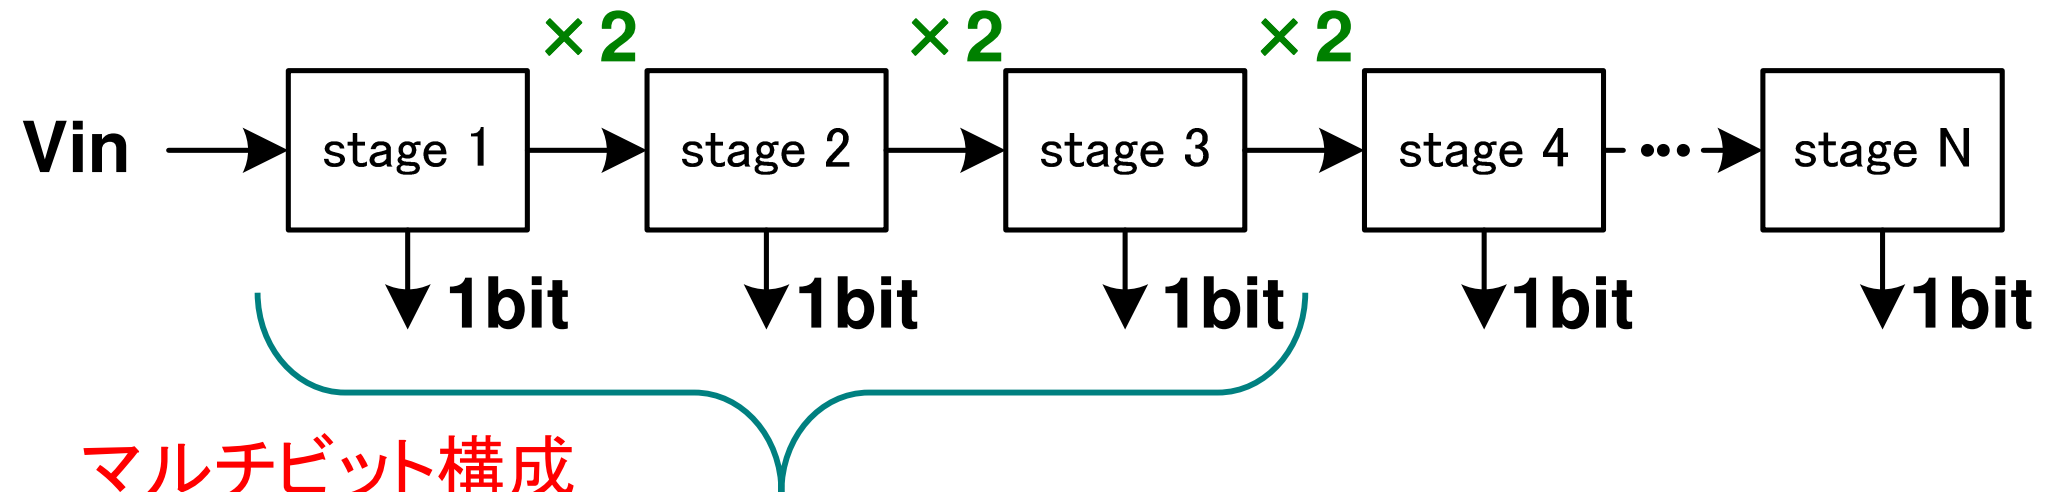 ×2 ×2 ×2
Vin stage 1 stage 2 stage 3 stage 4 ••• stage N
1bit 1bit 1bit 1bit 1bit
マルチビット構成